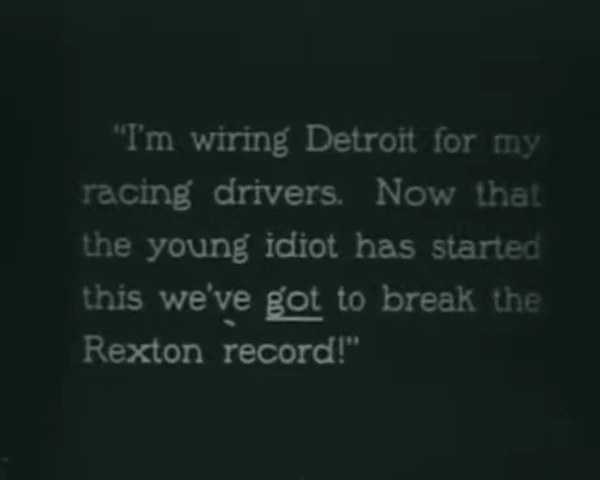 "I'm wiring Detroit for my
racing drivers. Now that
the young idiot has started
this we've got to break the
Rexton record!"